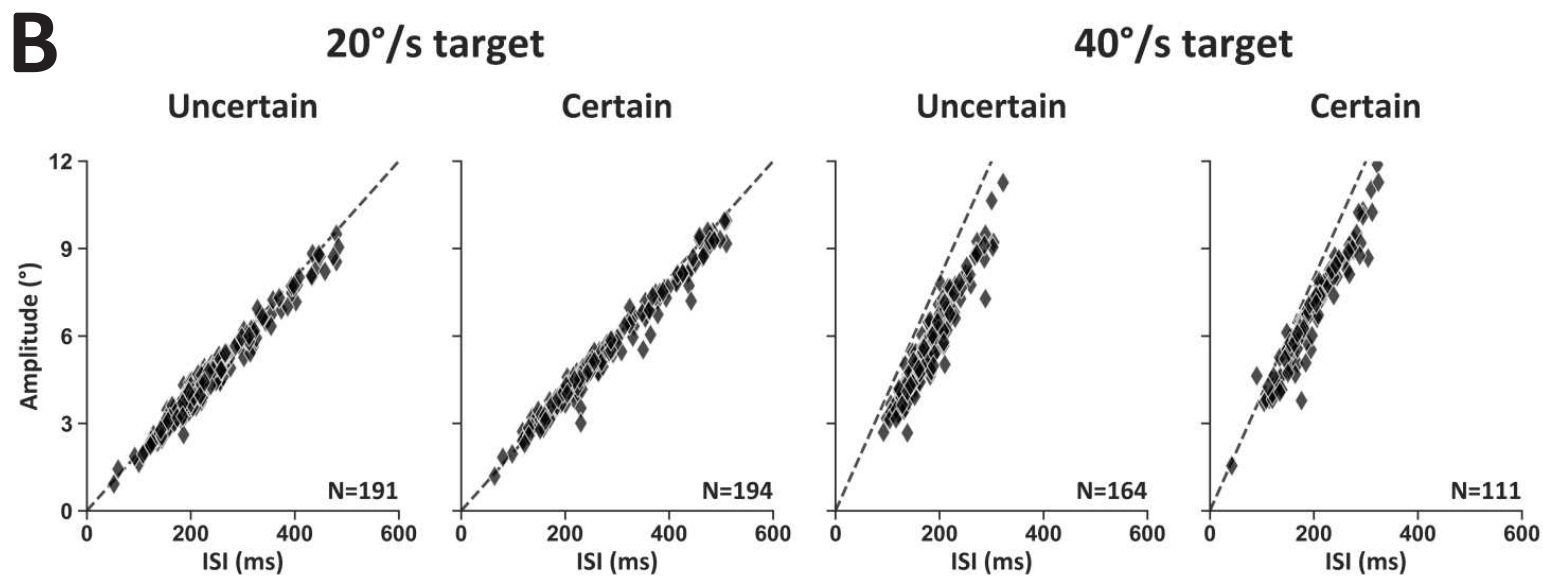 B
20°/s target
40°/s target
Uncertain
Certain
Uncertain
Certain
Amplitude (°)
12
9
6
3
0
N=191
N=194
N=164
N=111
0 200 400 600
0 200 400 600
0 200 400 600
0 200 400 600
ISI (ms)
ISI (ms)
ISI (ms)
ISI (ms)